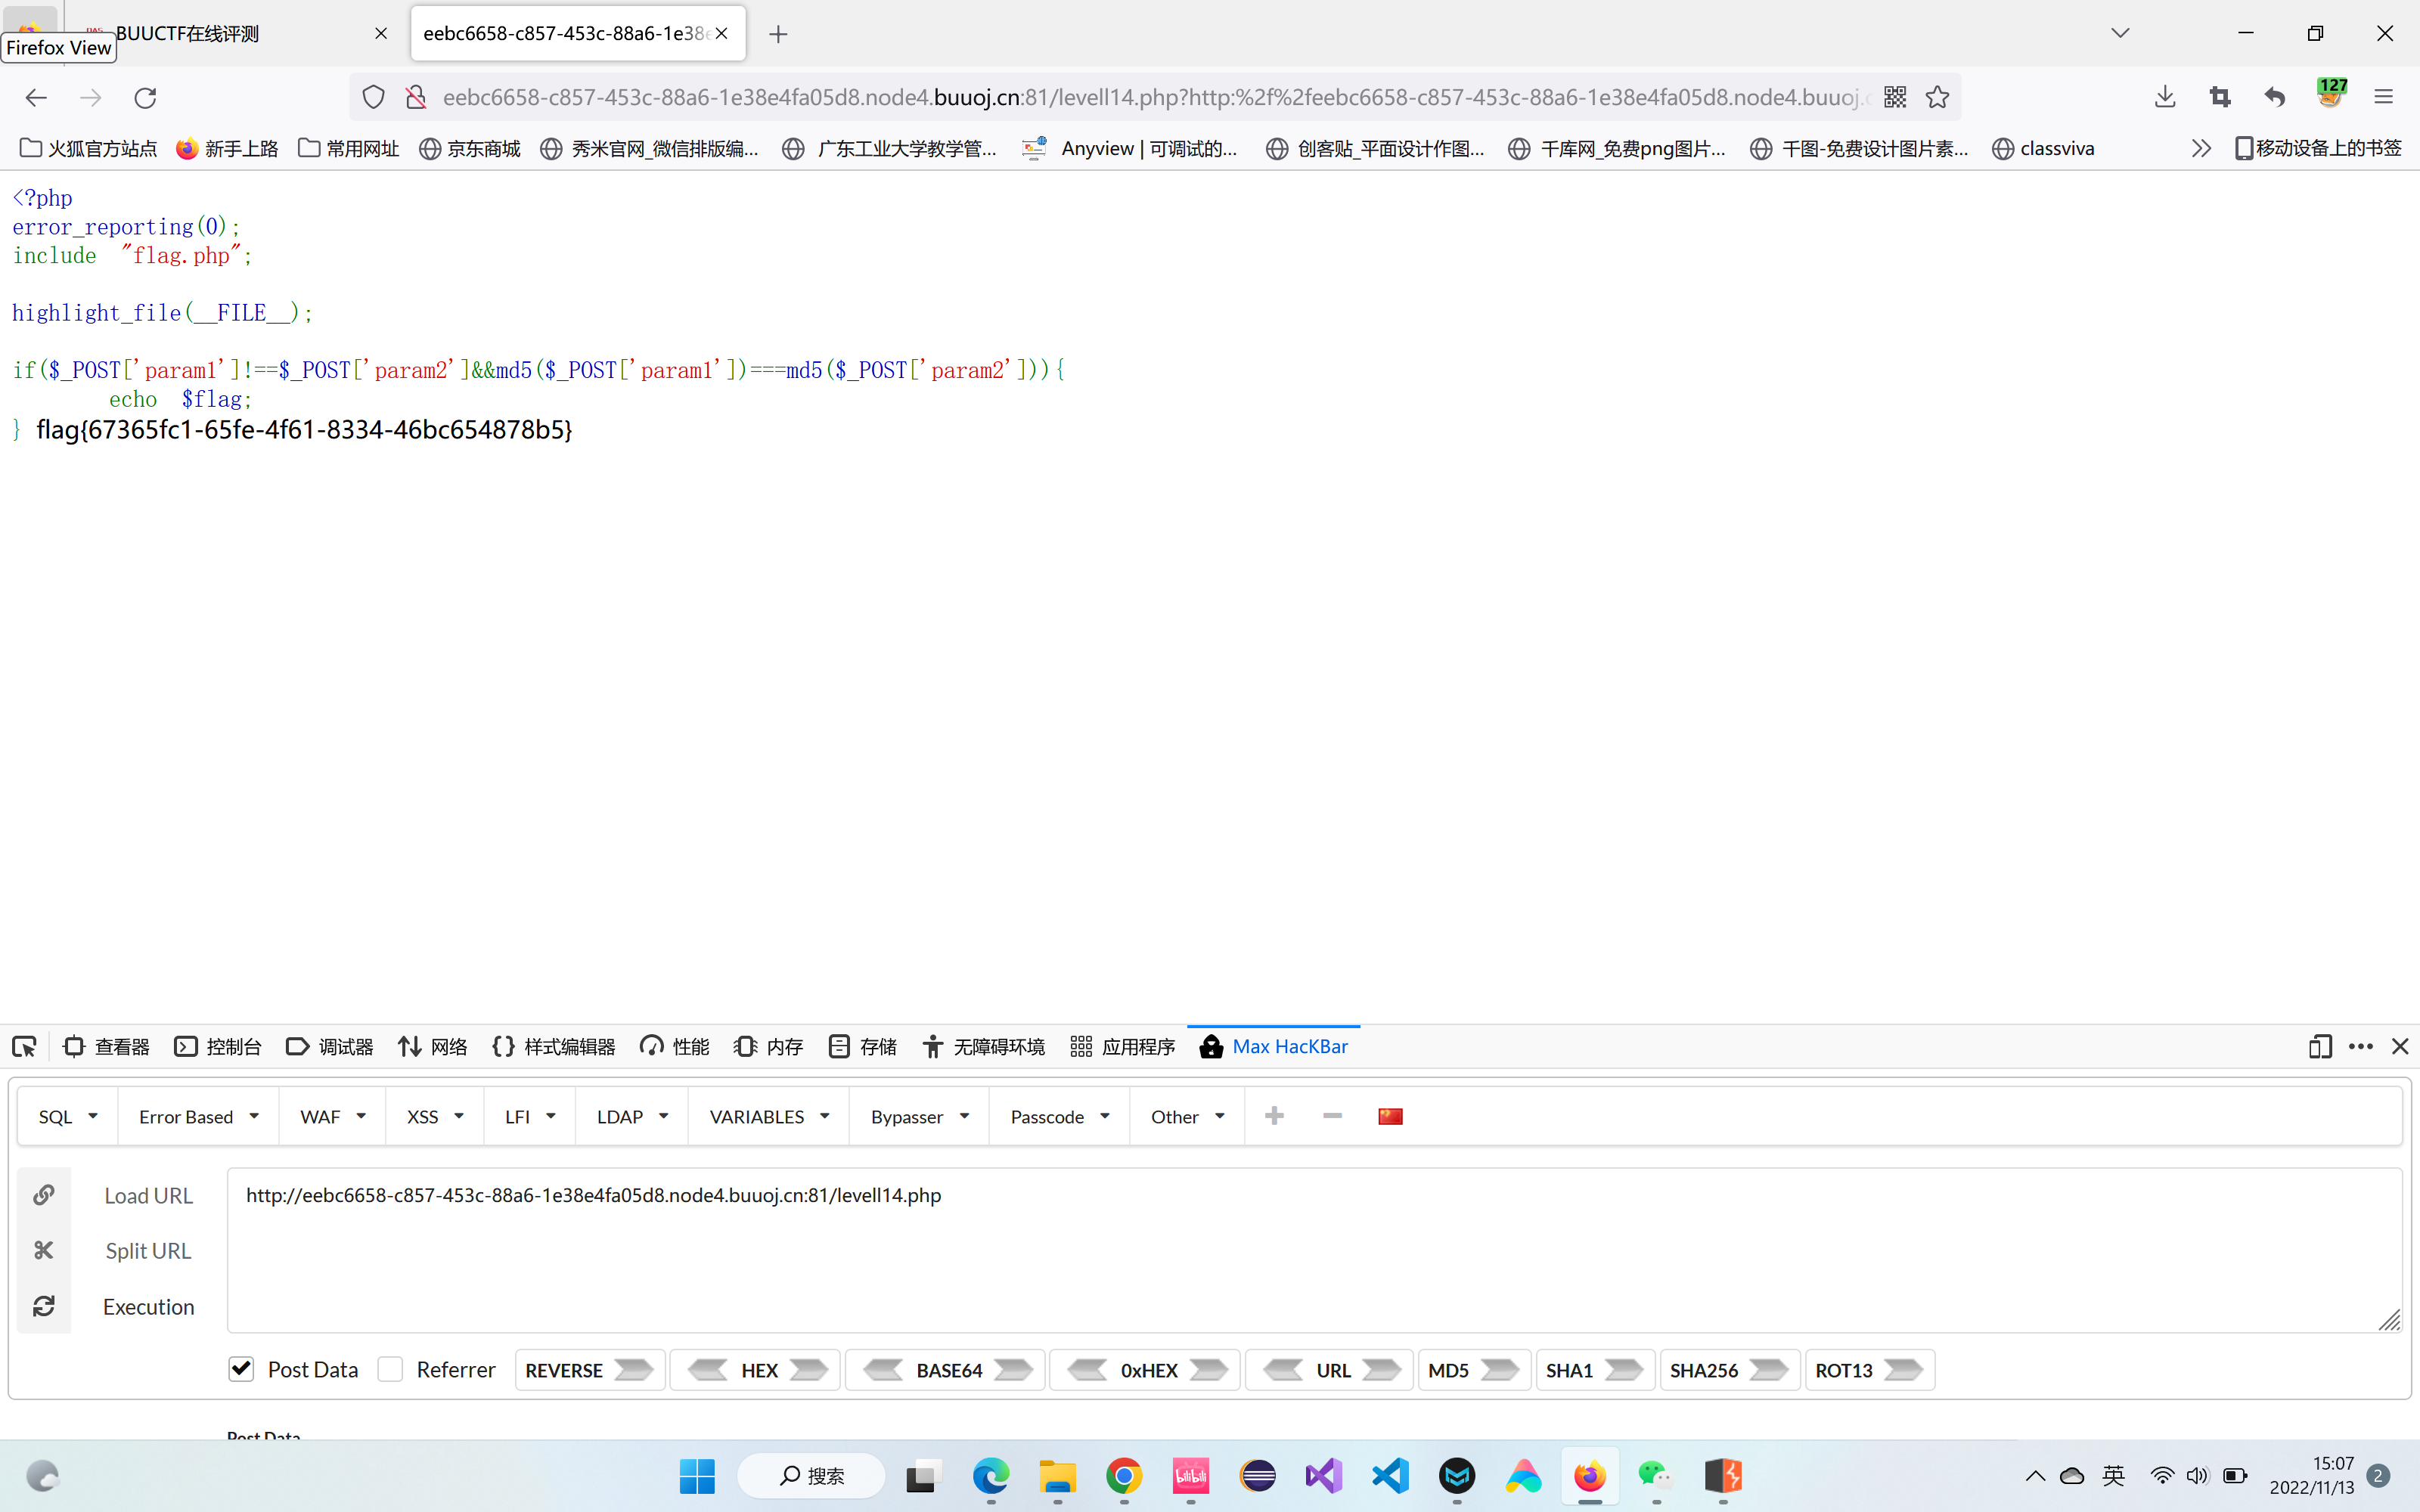 BUUCTF在线评测
eebc6658-c857-453c-88a6-1e38e
Firefox View
eebc6658-c857-453c-88a6-1e38e4fa05d8.node4.buuoj.cn:81/levell14.php?http:%2f%2feebc6658-c857-453c-88a6-1e38e4fa05d8.node4.buuoj.c
127
火狐官方站点 新手上路 常用网址 京东商城 秀米官网_微信排版编... 广东工业大学教学管... Anyview | 可调试的... 创客贴_平面设计作图... 千库网_免费png图片... 千图-免费设计图片素... classviva 移动设备上的书签
<?php
error_reporting(0);
include "flag.php";
highlight_file(__FILE__);
if($_POST['param1']!==$_POST['param2']&&md5($_POST['param1'])===md5($_POST['param2'])){
echo $flag;
} flag{67365fc1-65fe-4f61-8334-46bc654878b5}
查看器 控制台 调试器 网络 样式编辑器 性能 内存 存储 无障碍环境 应用程序 Max HacKBar
SQL Error Based WAF XSS LFI LDAP VARIABLES Bypasser Passcode Other
Load URL
http://eebc6658-c857-453c-88a6-1e38e4fa05d8.node4.buuoj.cn:81/levell14.php
Split URL
Execution
Post Data Referrer REVERSE HEX BASE64 0xHEX URL MD5 SHA1 SHA256 ROT13
Post Data
搜索
bilibili
英
15:07
2022/11/13
2